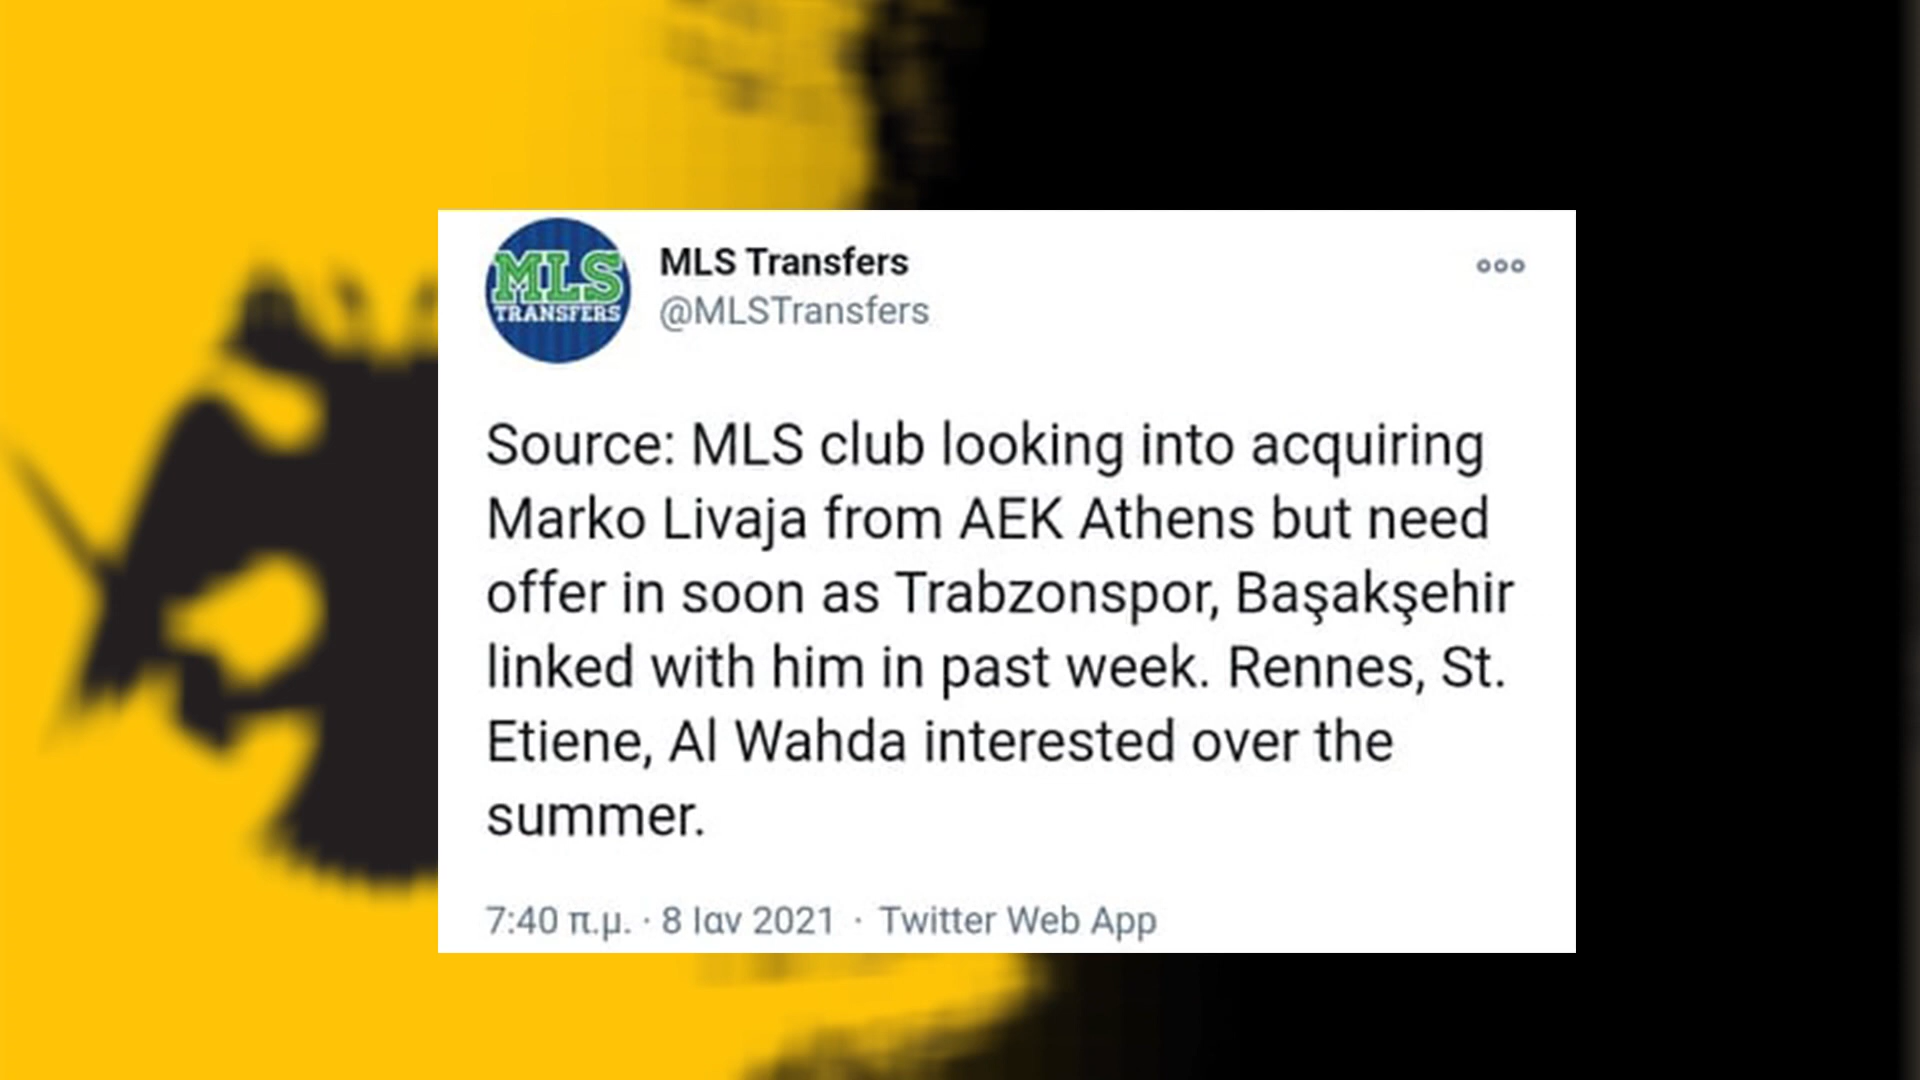 MLS
TRANSFERS
MLS Transfers
@MLSTransfers
Source: MLS club looking into acquiring
Marko Livaja from AEK Athens but need
offer in soon as Trabzonspor, Başakşehir
linked with him in past week. Rennes, St.
Etiene, Al Wahda interested over the
summer.
7:40 π.μ. · 8 Ιαν 2021 · Twitter Web App